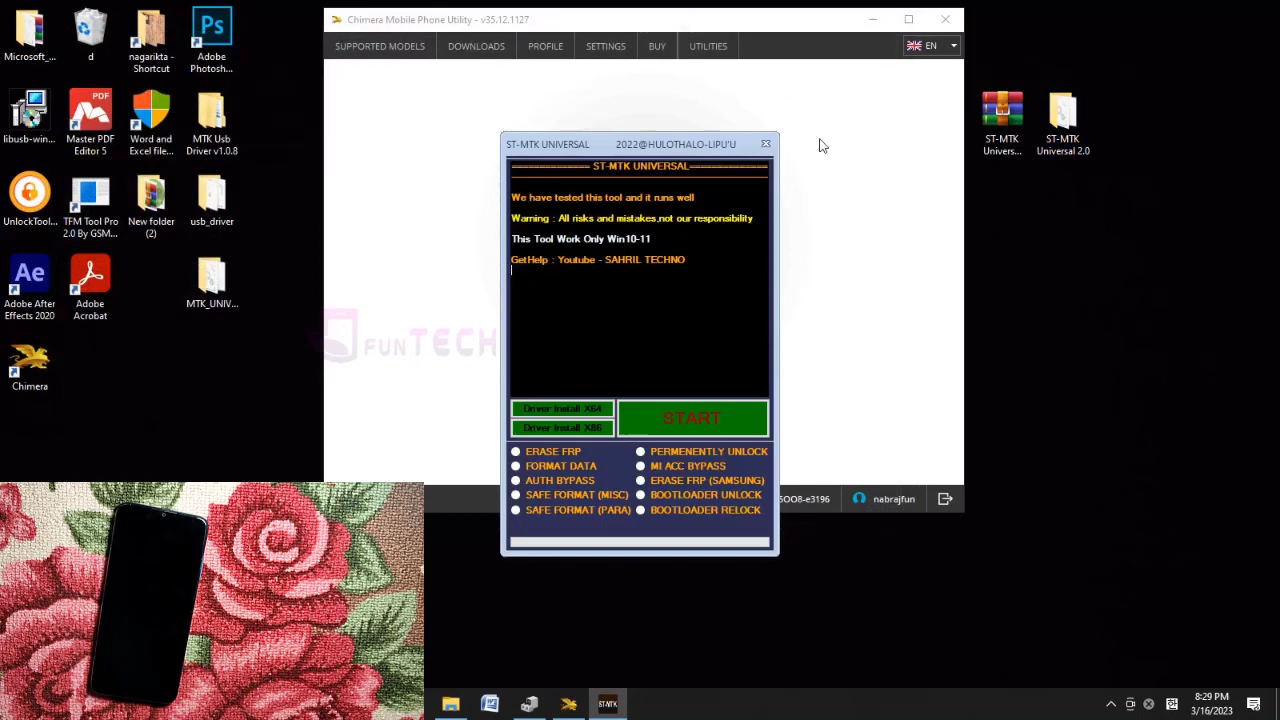 Microsoft_...
d
nagarikta -
Shortcut
Adobe
Photosh...
libusb-win...
Master PDF
Editor 5
Word and
Excel file...
MTK Usb
Driver v1.0.8
UnlockTool...
TFM Tool Pro
2.0 By GSM...
New folder
(2)
usb_driver
Adobe After
Effects 2020
Adobe
Acrobat
MTK_UNIV...
Chimera
Chimera Mobile Phone Utility - v35.12.1127
SUPPORTED MODELS
DOWNLOADS
PROFILE
SETTINGS
BUY
UTILITIES
EN
ST-MTK
Univers...
ST-MTK
Universal 2.0
FUNTECH
ST-MTK UNIVERSAL 2022@HULOTHALO-LIPU'U
============== ST-MTK UNIVERSAL==============
We have tested this tool and it runs well
Warning : All risks and mistakes,not our responsibility
This Tool Work Only Win10-11
GetHelp : Youtube - SAHRIL TECHNO
Driver Install X64
Driver Install X86
START
ERASE FRP
PERMENENTLY UNLOCK
FORMAT DATA
MI ACC BYPASS
AUTH BYPASS
ERASE FRP (SAMSUNG)
SAFE FORMAT (MISC)
BOOTLOADER UNLOCK
SAFE FORMAT (PARA)
BOOTLOADER RELOCK
nabrajfun
Ps
Ae
ST-MTK
8:29 PM
3/16/2023